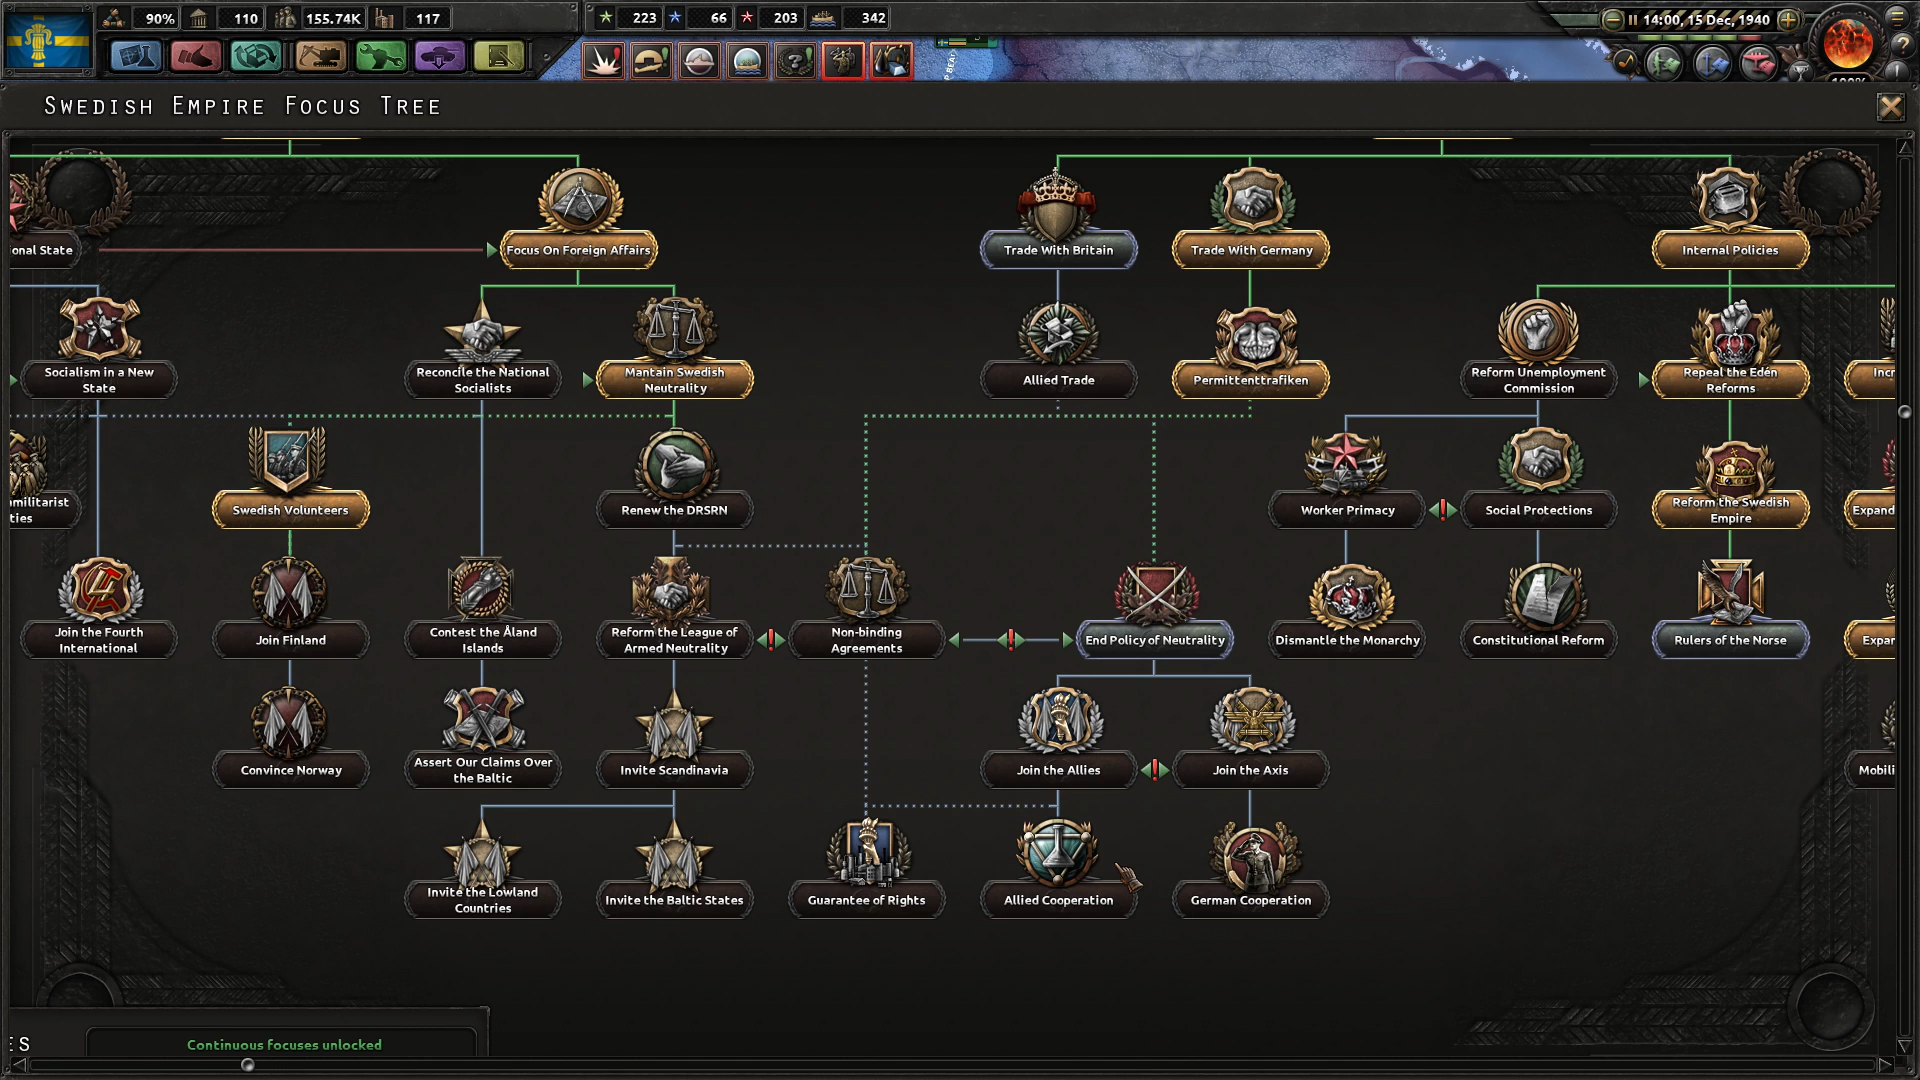 90%
110
155.74K
117
223
66
203
342
14:00, 15 Dec, 1940
SWEDISH EMPIRE FOCUS TREE
onal State
Focus On Foreign Affairs
Trade With Britain
Trade With Germany
Internal Policies
Socialism in a New
State
Reconcile the National
Socialists
Mantain Swedish
Neutrality
Allied Trade
Permittenttrafiken
Reform Unemployment
Commission
Repeal the Edén
Reforms
Incr
militarist
ties
Swedish Volunteers
Renew the DRSRN
Worker Primacy
Social Protections
Reform the Swedish
Empire
Expand
Join the Fourth
International
Join Finland
Contest the Åland
Islands
Reform the League of
Armed Neutrality
Non-binding
Agreements
End Policy of Neutrality
Dismantle the Monarchy
Constitutional Reform
Rulers of the Norse
Expan
Convince Norway
Assert Our Claims Over
the Baltic
Invite Scandinavia
Join the Allies
Join the Axis
Mobili
Invite the Lowland
Countries
Invite the Baltic States
Guarantee of Rights
Allied Cooperation
German Cooperation
ES
Continuous focuses unlocked